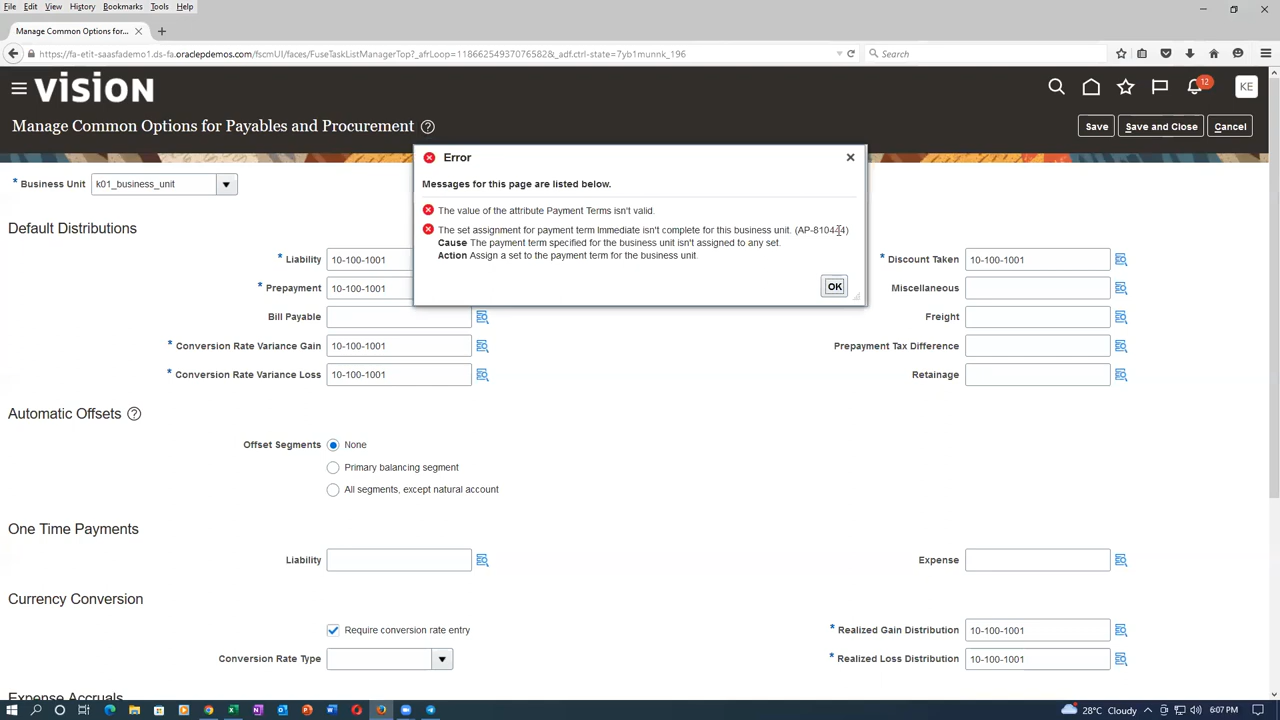 File Edit View History Bookmarks Tools Help
Manage Common Options for...
https://fa-etit-saasfademo1.ds-fa.oraclepdemos.com/fscmUI/faces/FuseTaskListManagerTop?_afrLoop=11866254937076582&_adf.ctrl-state=7yb1munnk_196
Search
vision
12
KE
Manage Common Options for Payables and Procurement
Save Save and Close Cancel
Error
Messages for this page are listed below.
The value of the attribute Payment Terms isn't valid.
The set assignment for payment term Immediate isn't complete for this business unit. (AP-810444)
Cause The payment term specified for the business unit isn't assigned to any set.
Action Assign a set to the payment term for the business unit.
OK
* Business Unit k01_business_unit
Default Distributions
* Liability 10-100-1001
* Discount Taken 10-100-1001
* Prepayment 10-100-1001
Miscellaneous
Bill Payable
Freight
* Conversion Rate Variance Gain 10-100-1001
Prepayment Tax Difference
* Conversion Rate Variance Loss 10-100-1001
Retainage
Automatic Offsets
Offset Segments None
Primary balancing segment
All segments, except natural account
One Time Payments
Liability
Expense
Currency Conversion
Require conversion rate entry
* Realized Gain Distribution 10-100-1001
Conversion Rate Type
* Realized Loss Distribution 10-100-1001
Expense Accruals
28°C Cloudy 6:07 PM